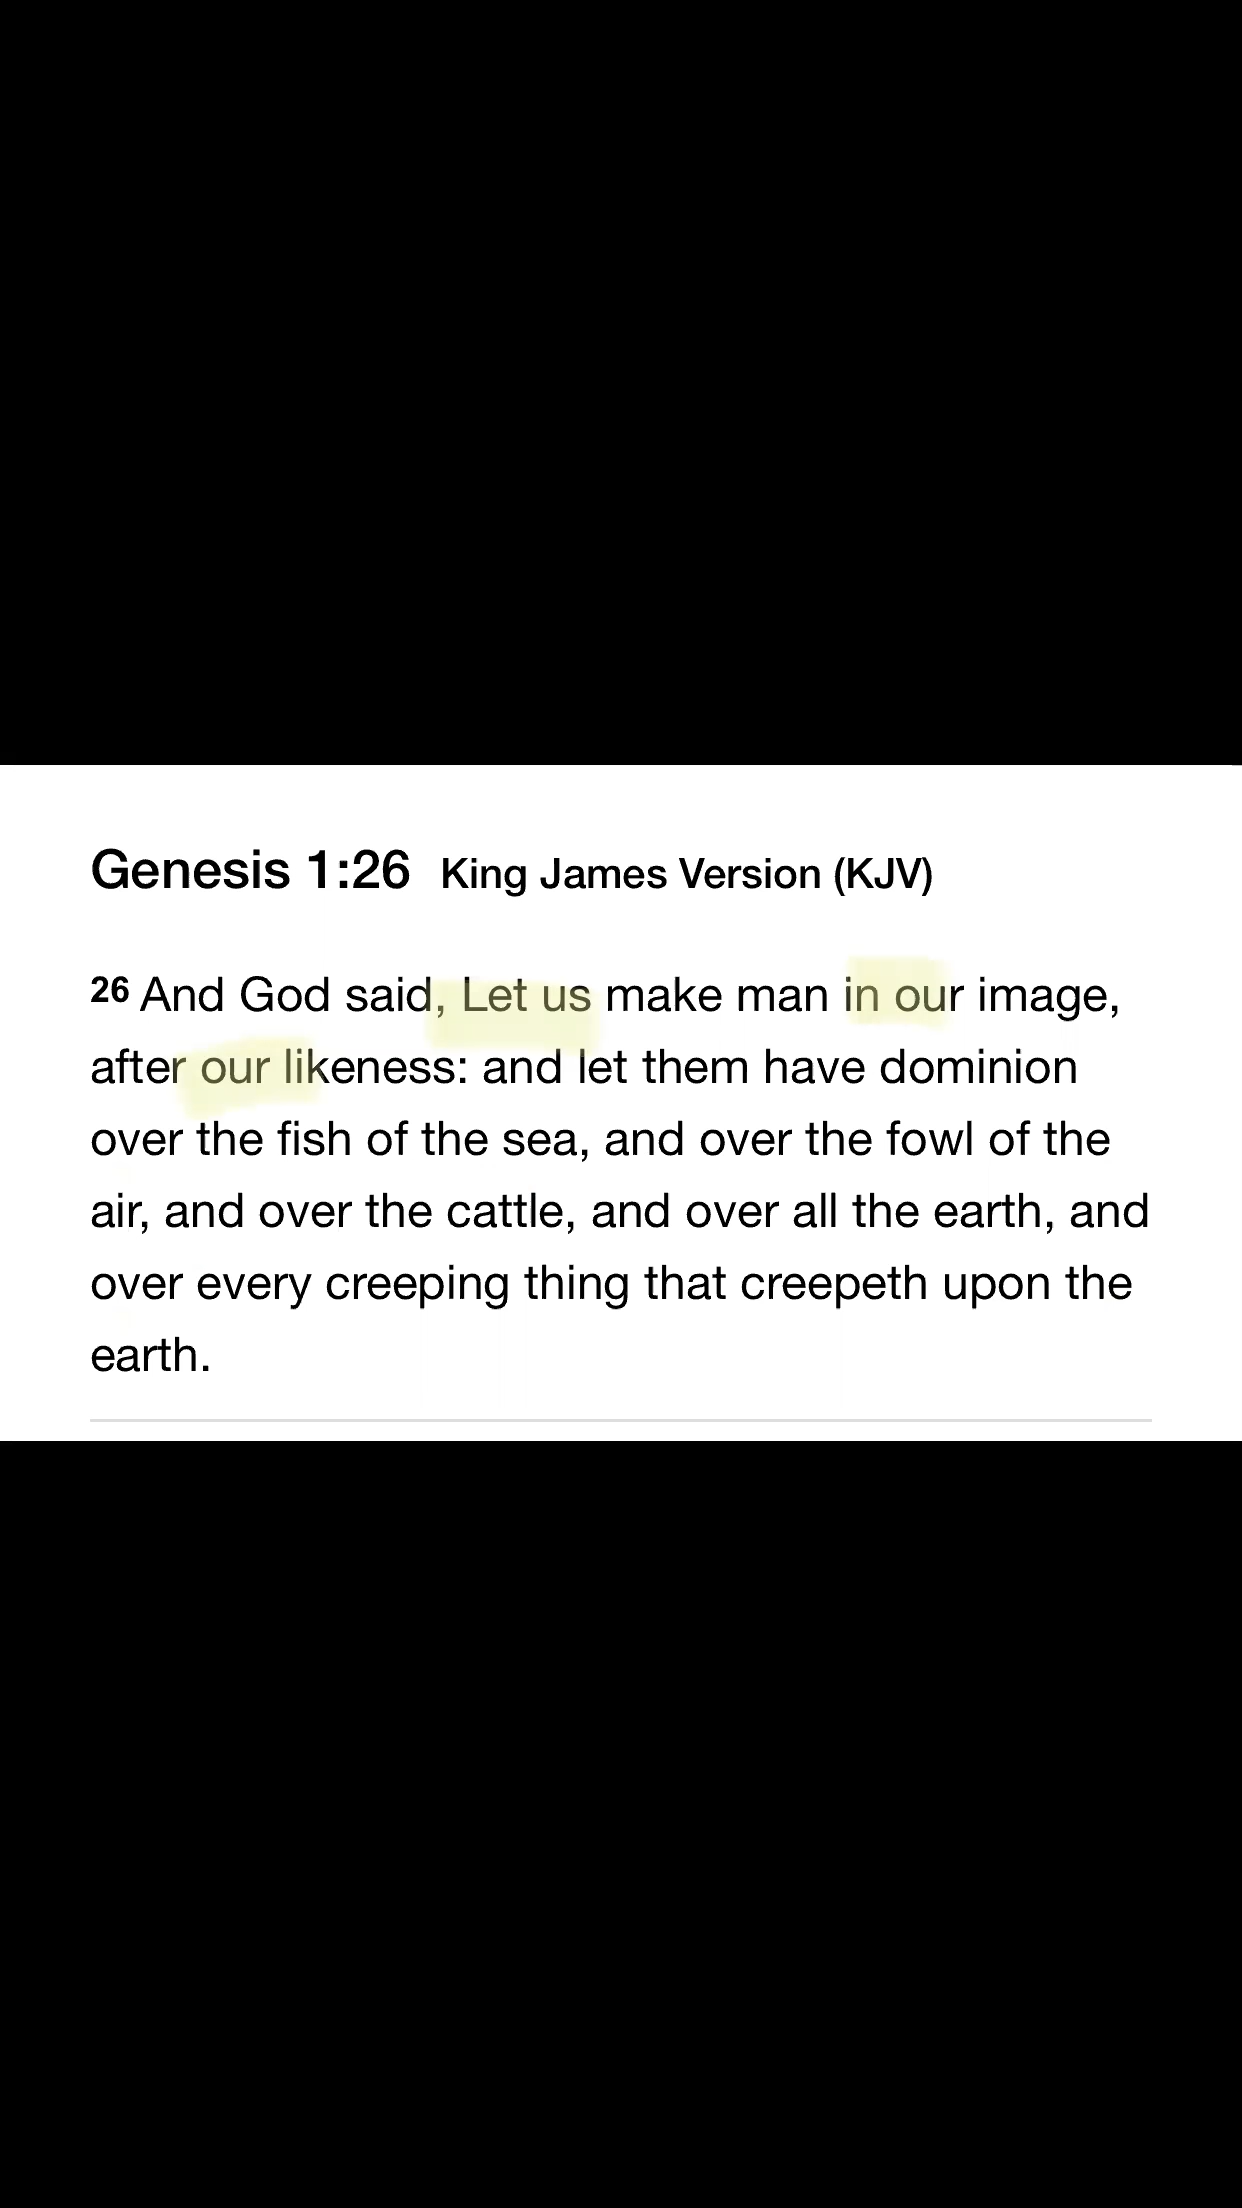 Genesis 1:26 King James Version (KJV)
26 And God said, Let us make man in our image,
after our likeness: and let them have dominion
over the fish of the sea, and over the fowl of the
air, and over the cattle, and over all the earth, and
over every creeping thing that creepeth upon the
earth.